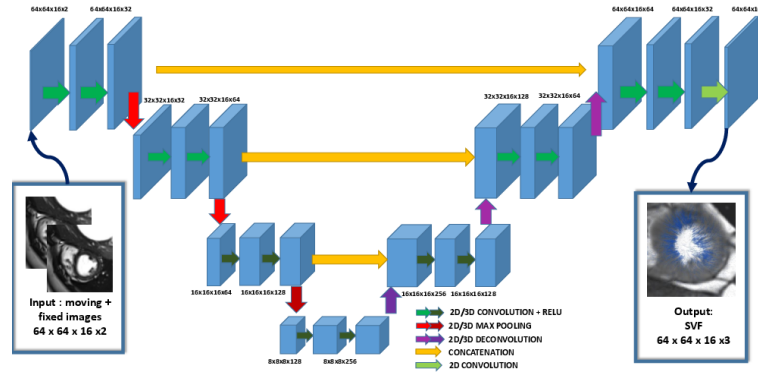 64x64x16x2
64x64x16x32
64x64x16x64
64x64x16x32
32x32x16x32
32x32x16x64
32x32x16x128
32x32x16x64
Input : moving +
fixed images
64 x 64 x 16 x2
16x16x16x64
16x16x16x128
16x16x16x256
16x16x16x128
Output:
SVF
64 x 64 x 16 x3
8x8x8x128
8x8x8x256
2D/3D CONVOLUTION + RELU
2D/3D MAX POOLING
2D/3D DECONVOLUTION
CONCATENATION
2D CONVOLUTION